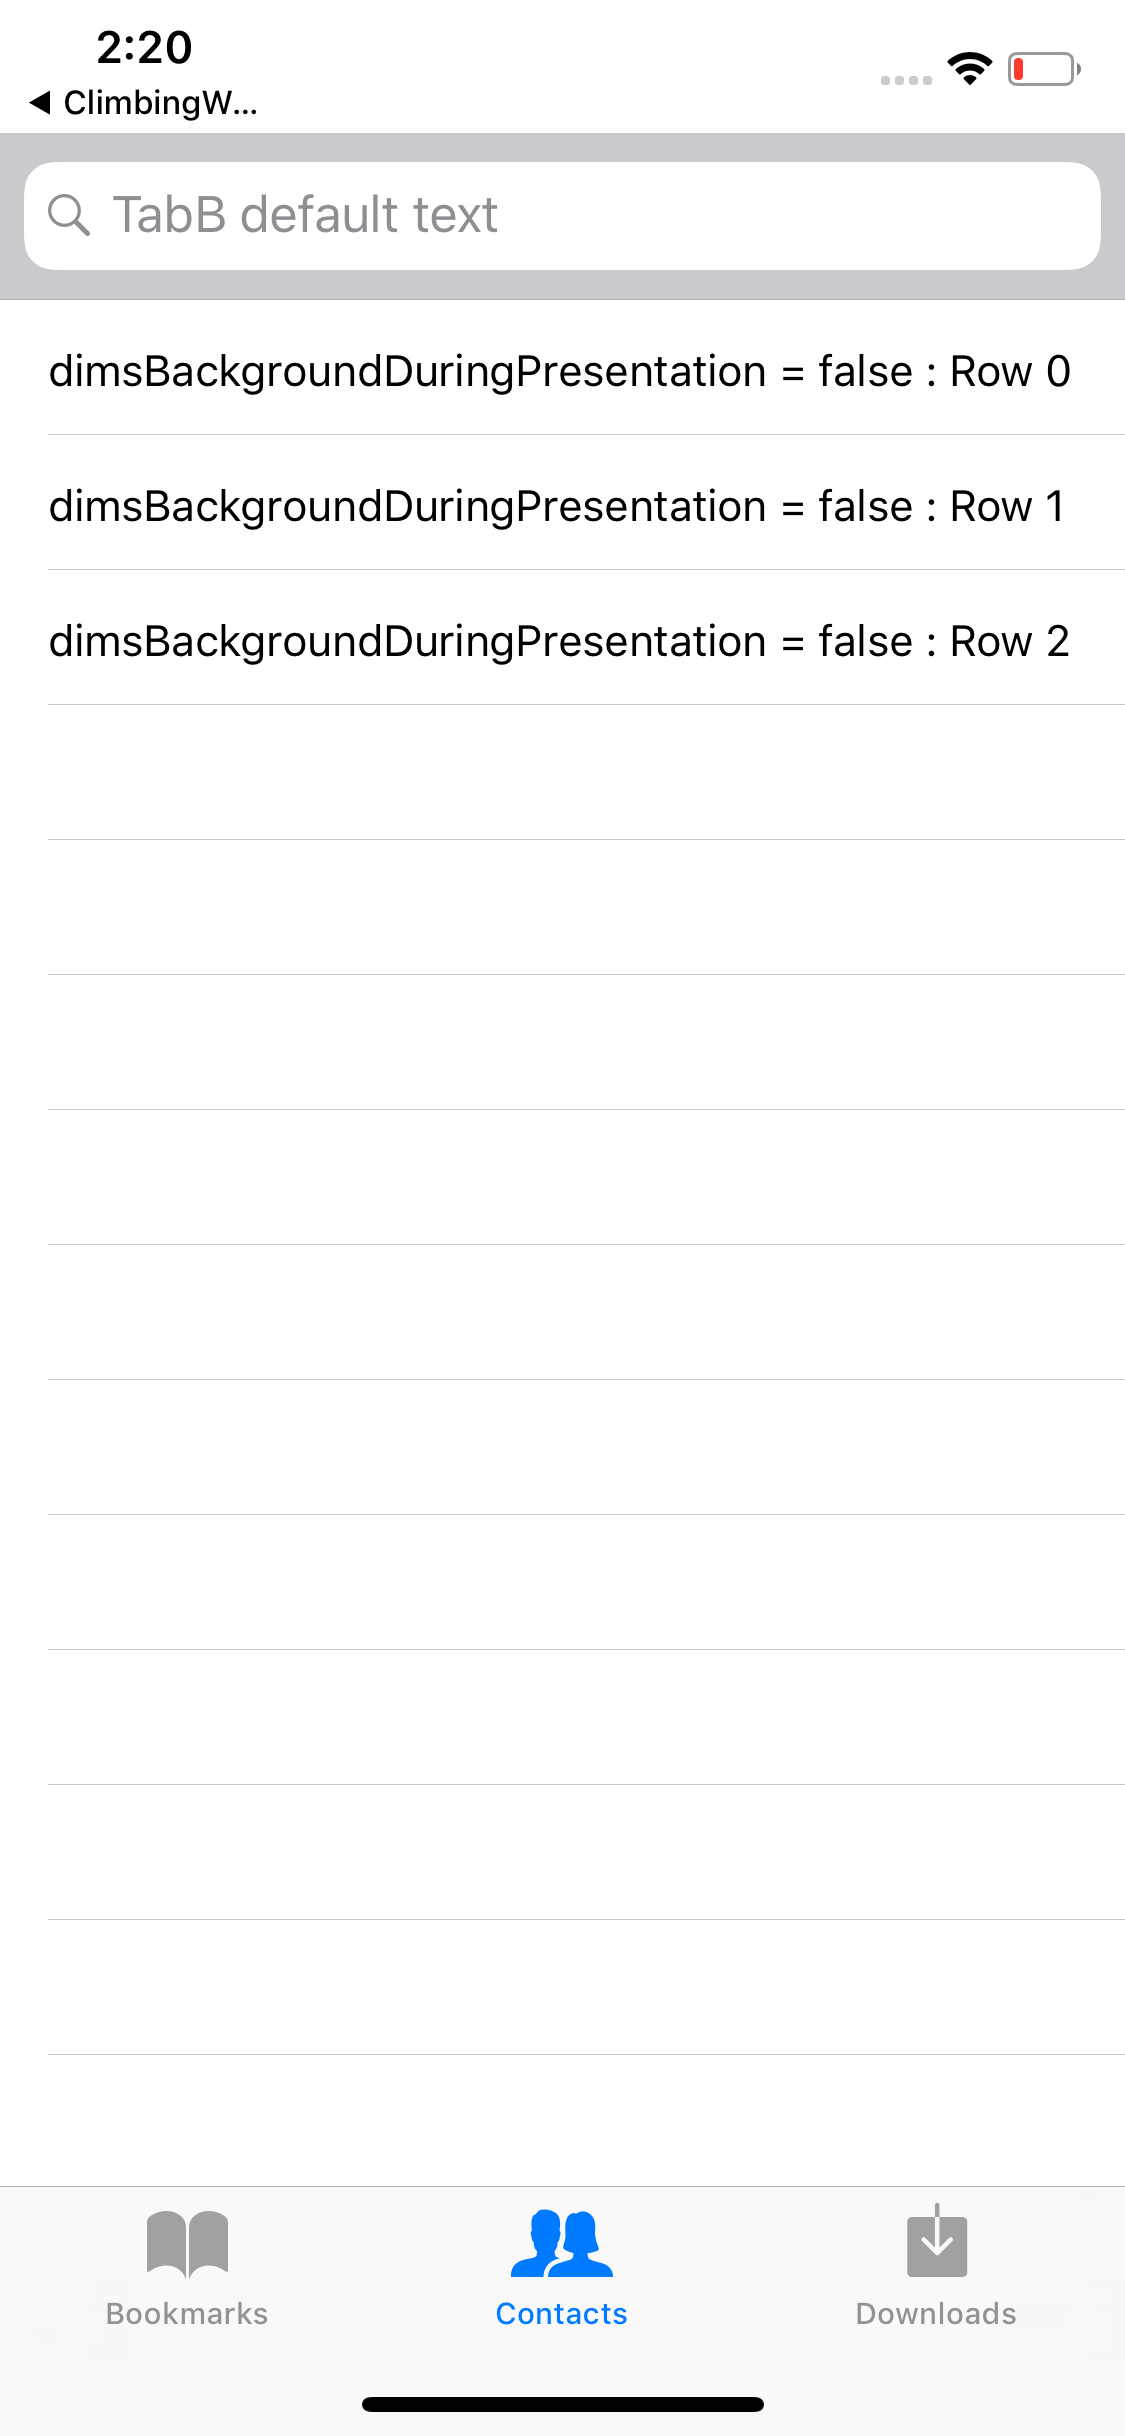 2:20
◀ ClimbingW...
TabB default text
dimsBackgroundDuringPresentation = false : Row 0
dimsBackgroundDuringPresentation = false : Row 1
dimsBackgroundDuringPresentation = false : Row 2
Bookmarks Contacts Downloads